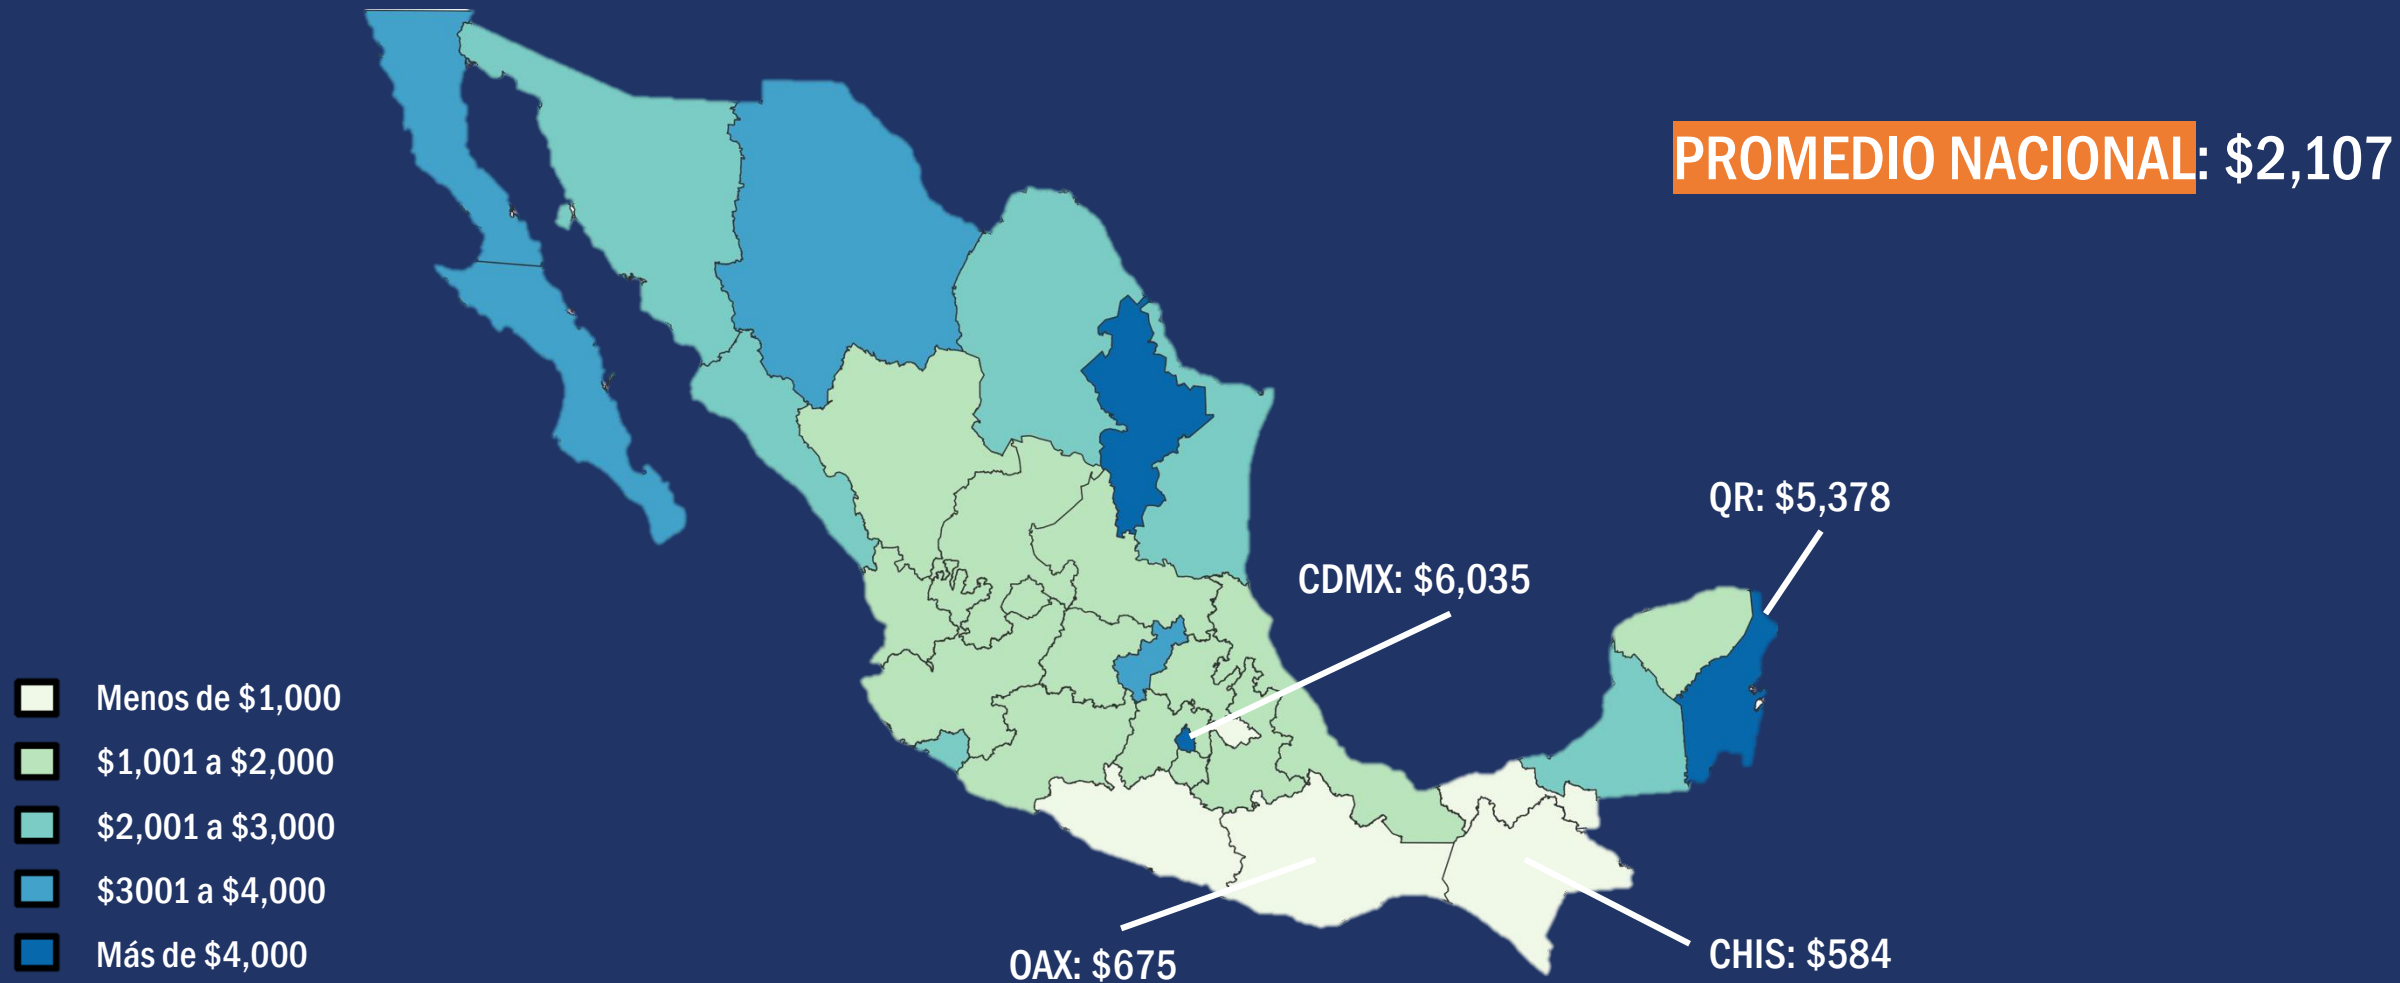 PROMEDIO NACIONAL: $2,107
QR: $5,378
CDMX: $6,035
Menos de $1,000
$1,001 a $2,000
$2,001 a $3,000
$3001 a $4,000
Más de $4,000
OAX: $675
CHIS: $584